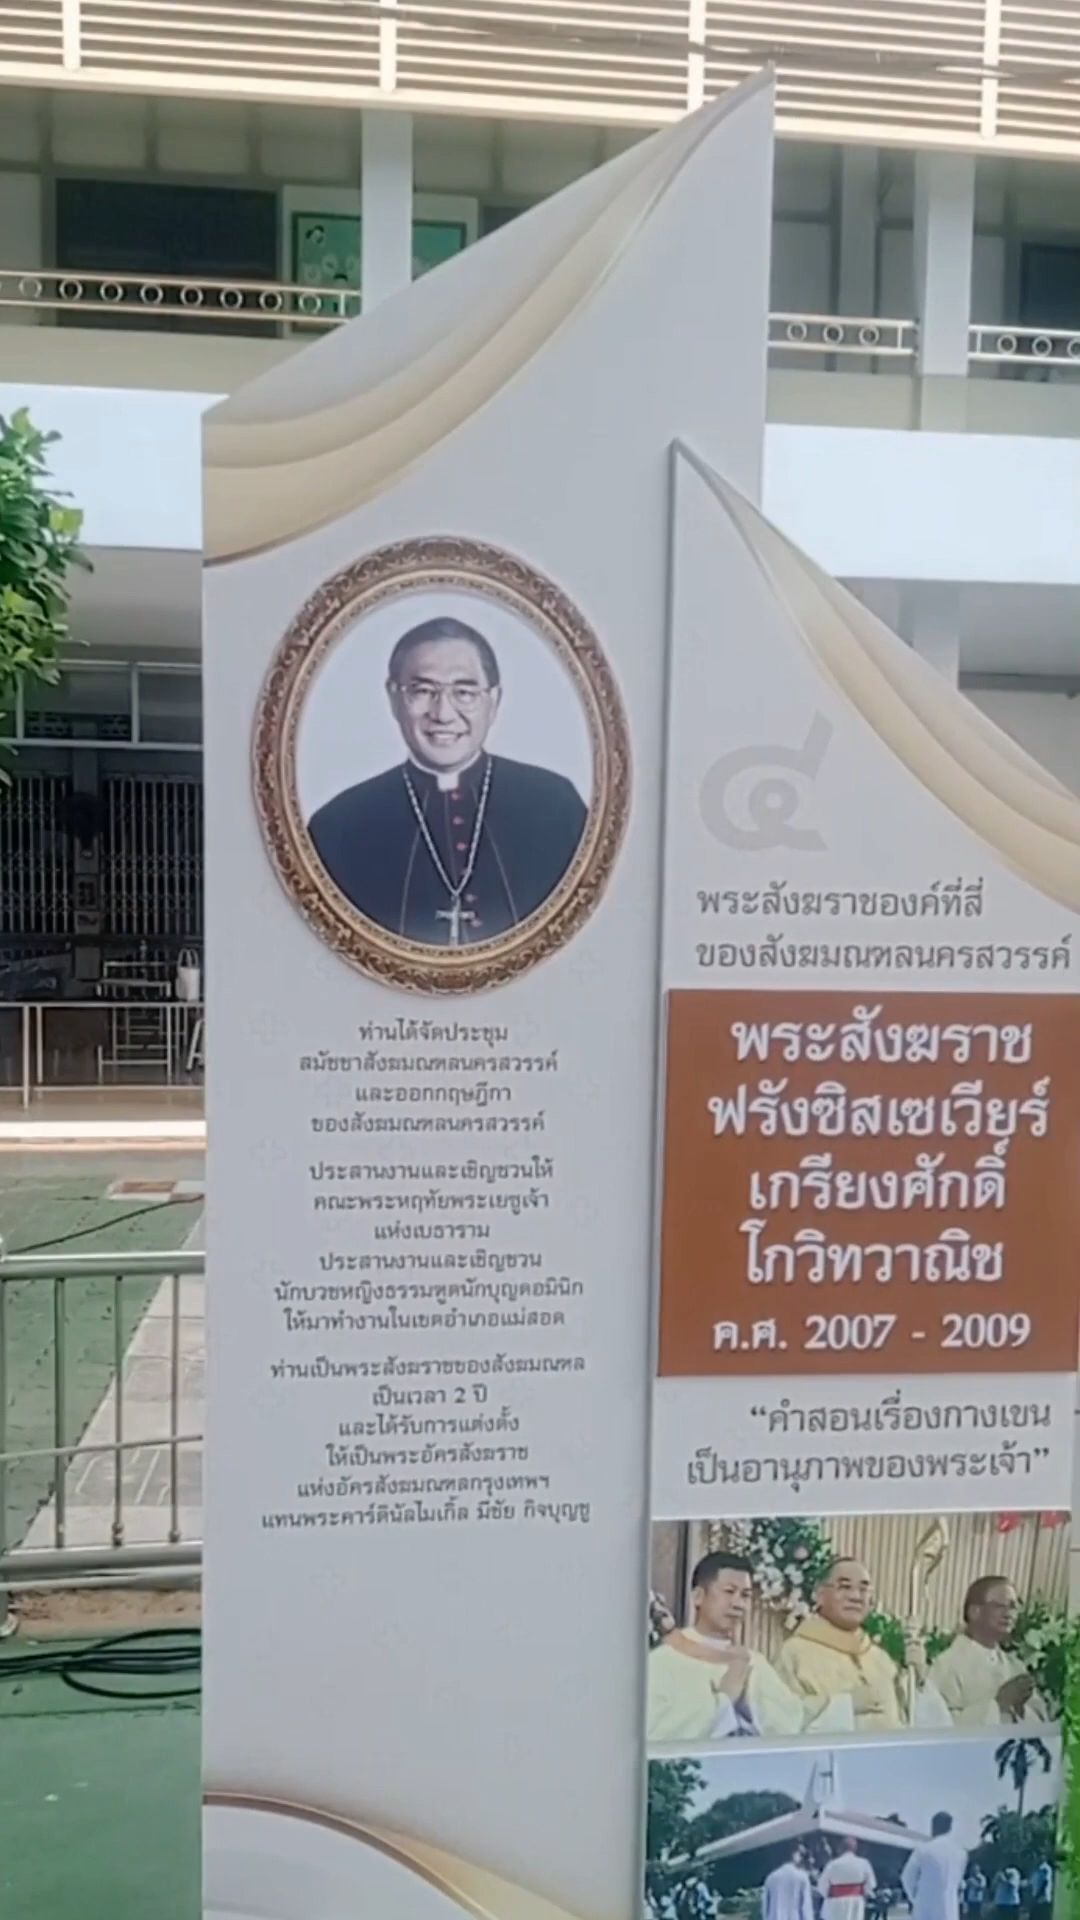 ท่านได้จัดประชุม
สมัชชาสังฆมณฑลนครสวรรค์
และออกกฤษฎีกา
ของสังฆมณฑลนครสวรรค์
ประสานงานและเชิญชวนให้
คณะพระหฤทัยพระเยซูเจ้า
แห่งเบธาราม
ประสานงานและเชิญชวน
นักบวชหญิงธรรมทูตนักบุญดอมินิก
ให้มาทำงานในเขตอำเภอแม่สอด
ท่านเป็นพระสังฆราชของสังฆมณฑล
เป็นเวลา 2 ปี
และได้รับการแต่งตั้ง
ให้เป็นพระอัครสังฆราช
แห่งอัครสังฆมณฑลกรุงเทพฯ
แทนพระคาร์ดินัลไมเกิ้ล มีชัย กิจบุญชู
๔
พระสังฆราชองค์ที่สี่
ของสังฆมณฑลนครสวรรค์
พระสังฆราช
ฟรังซิสเซเวียร์
เกรียงศักดิ์
โกวิทวาณิช
ค.ศ. 2007 - 2009
“คำสอนเรื่องกางเขน
เป็นอานุภาพของพระเจ้า”